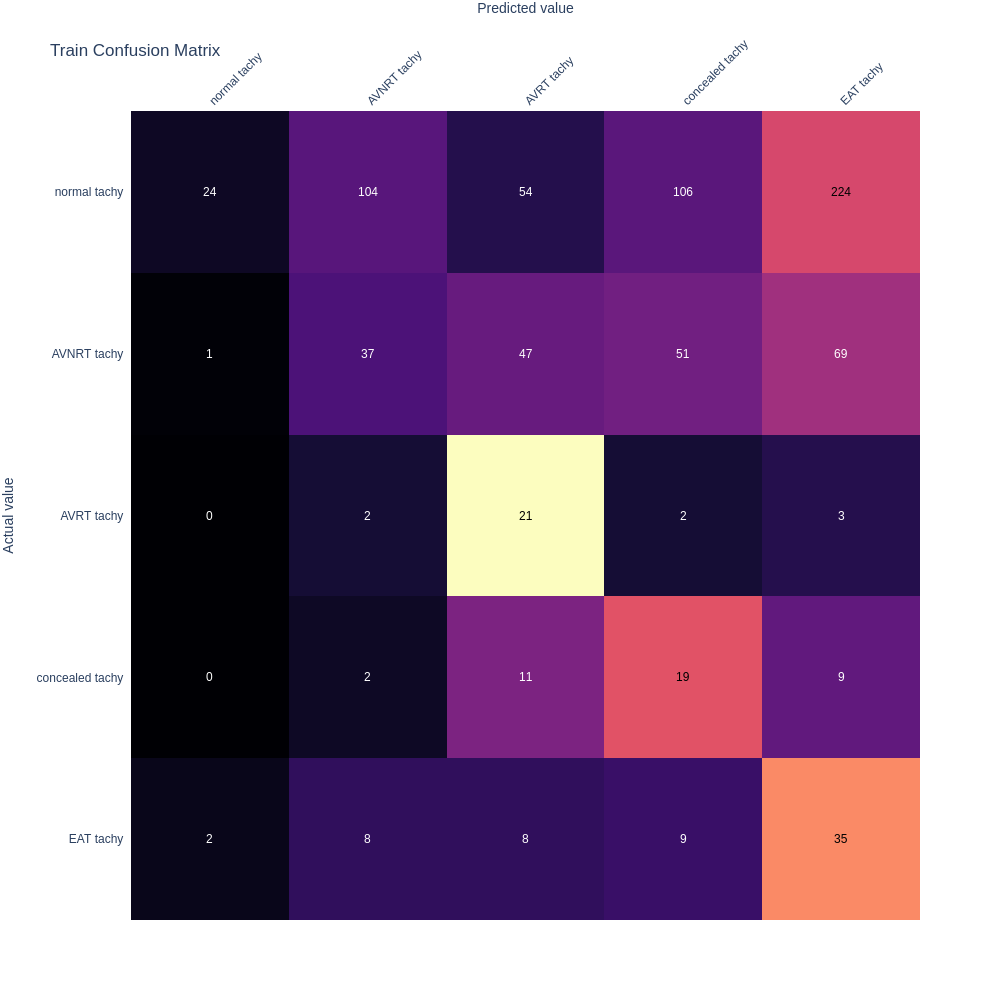 Predicted value
Train Confusion Matrix
normal tachy AVNRT tachy AVRT tachy concealed tachy EAT tachy
normal tachy 24 104 54 106 224
AVNRT tachy 1 37 47 51 69
Actual value
AVRT tachy 0 2 21 2 3
concealed tachy 0 2 11 19 9
EAT tachy 2 8 8 9 35